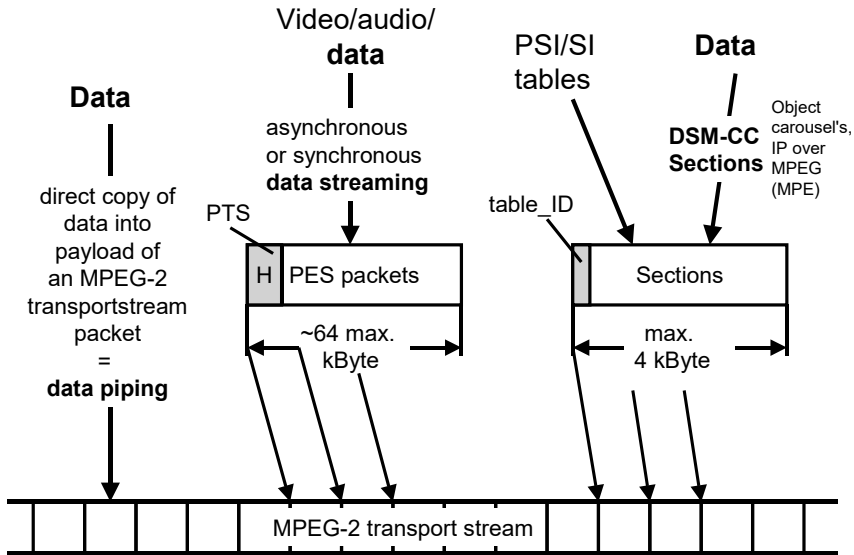 Data
direct copy of
data into
payload of
an MPEG-2
transportstream
packet
=
data piping
Video/audio/
data
asynchronous
or synchronous
data streaming
PTS
H
PES packets
~64 max.
kByte
PSI/SI
tables
Data
DSM-CC
Sections
Object
carousel's,
IP over
MPEG
(MPE)
table_ID
Sections
max.
4 kByte
MPEG-2 transport stream